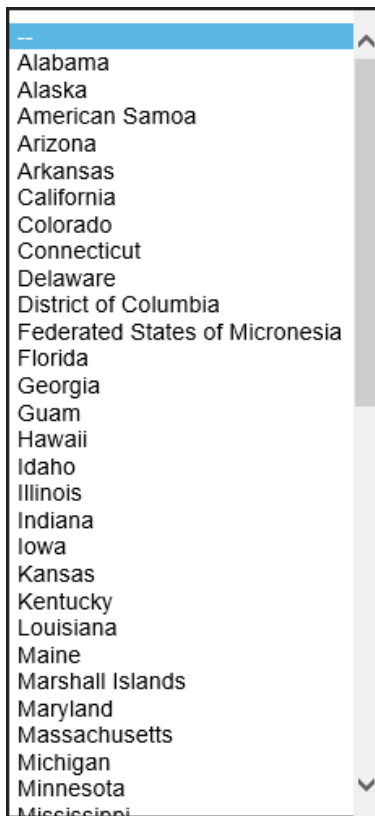 --
Alabama
Alaska
American Samoa
Arizona
Arkansas
California
Colorado
Connecticut
Delaware
District of Columbia
Federated States of Micronesia
Florida
Georgia
Guam
Hawaii
Idaho
Illinois
Indiana
Iowa
Kansas
Kentucky
Louisiana
Maine
Marshall Islands
Maryland
Massachusetts
Michigan
Minnesota
Mississippi